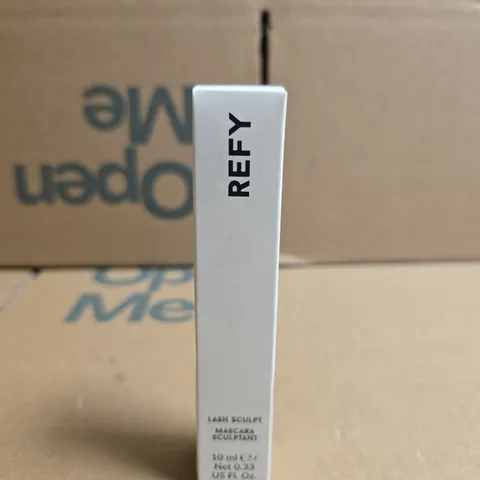 Open
Me
Op
Me
REFY
LASH SCULPT
MASCARA
SCULPTANT
10 ml ℮ /
Net 0.33
US Fl. Oz.